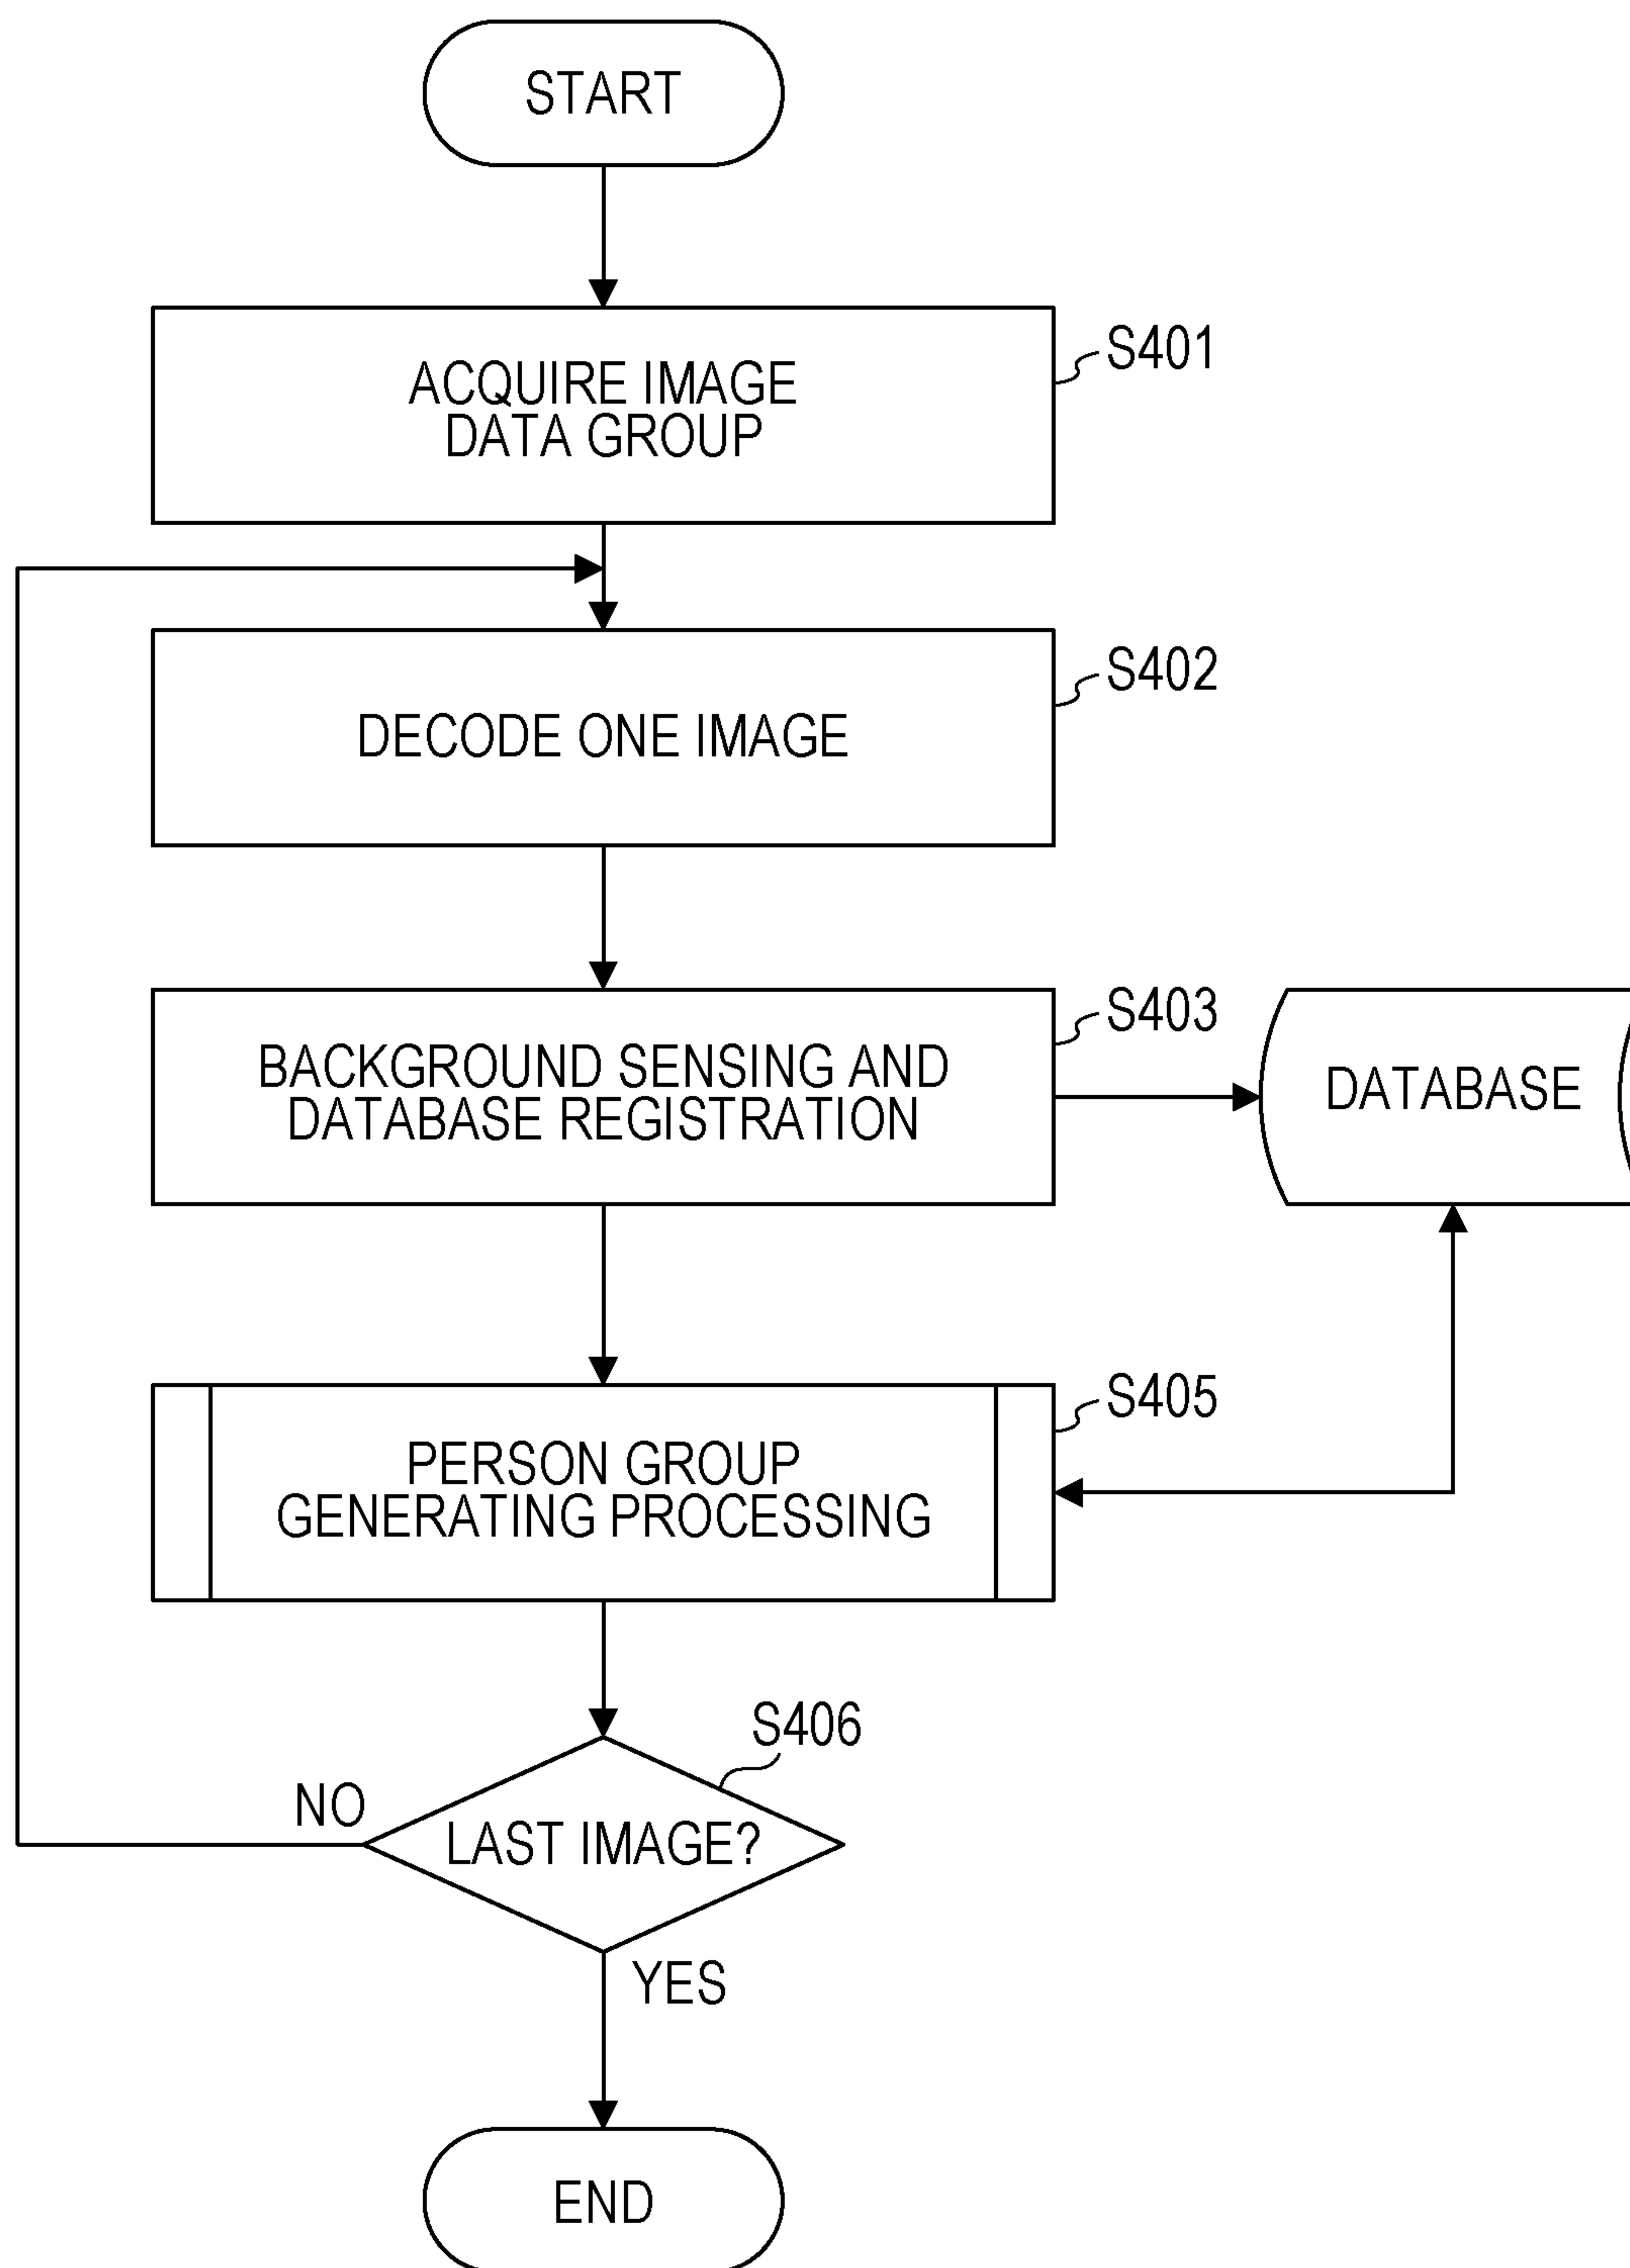 START
ACQUIRE IMAGE
DATA GROUP
S401
DECODE ONE IMAGE
S402
BACKGROUND SENSING AND
DATABASE REGISTRATION
S403
DATABASE
PERSON GROUP
GENERATING PROCESSING
S405
S406
NO
LAST IMAGE?
YES
END